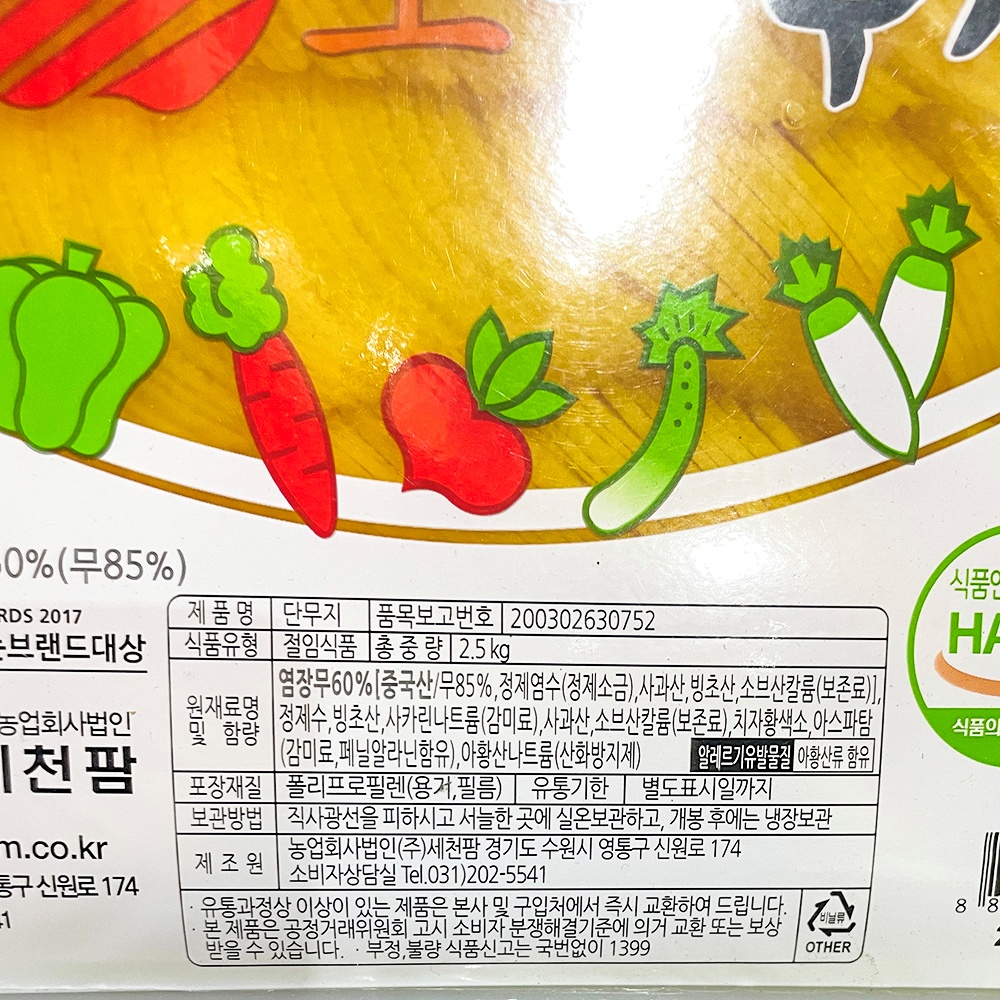 (무85%)
RDS 2017
브랜드대상
농업회사법인
천팜
m.co.kr
통구 신원로 174
41
제 품 명 단무지 품목보고번호 200302630752
식품유형 절임식품 총 중 량 2.5kg
원재료명 및 함량
염장무60%[중국산/무85%,정제염수(정제소금),사과산,빙초산,소브산칼륨(보존료)],
정제수,빙초산,사카린나트륨(감미료),사과산,소브산칼륨(보존료),치자황색소,아스파탐
(감미료,페닐알라닌함유),아황산나트륨(산화방지제) 알레르기유발물질 아황산류 함유
포장재질 폴리프로필렌(용기,필름) 유통기한 별도표시일까지
보관방법 직사광선을 피하시고 서늘한 곳에 실온보관하고, 개봉 후에는 냉장보관
제 조 원 농업회사법인(주)세천팜 경기도 수원시 영통구 신원로 174
소비자상담실 Tel.031)202-5541
· 유통과정상 이상이 있는 제품은 본사 및 구입처에서 즉시 교환하여 드립니다.
· 본 제품은 공정거래위원회 고시 소비자 분쟁해결기준에 의거 교환 또는 보상
받을 수 있습니다. · 부정,불량 식품신고는 국번없이 1399
비닐류
OTHER
식품안
HA
식품의
8 8